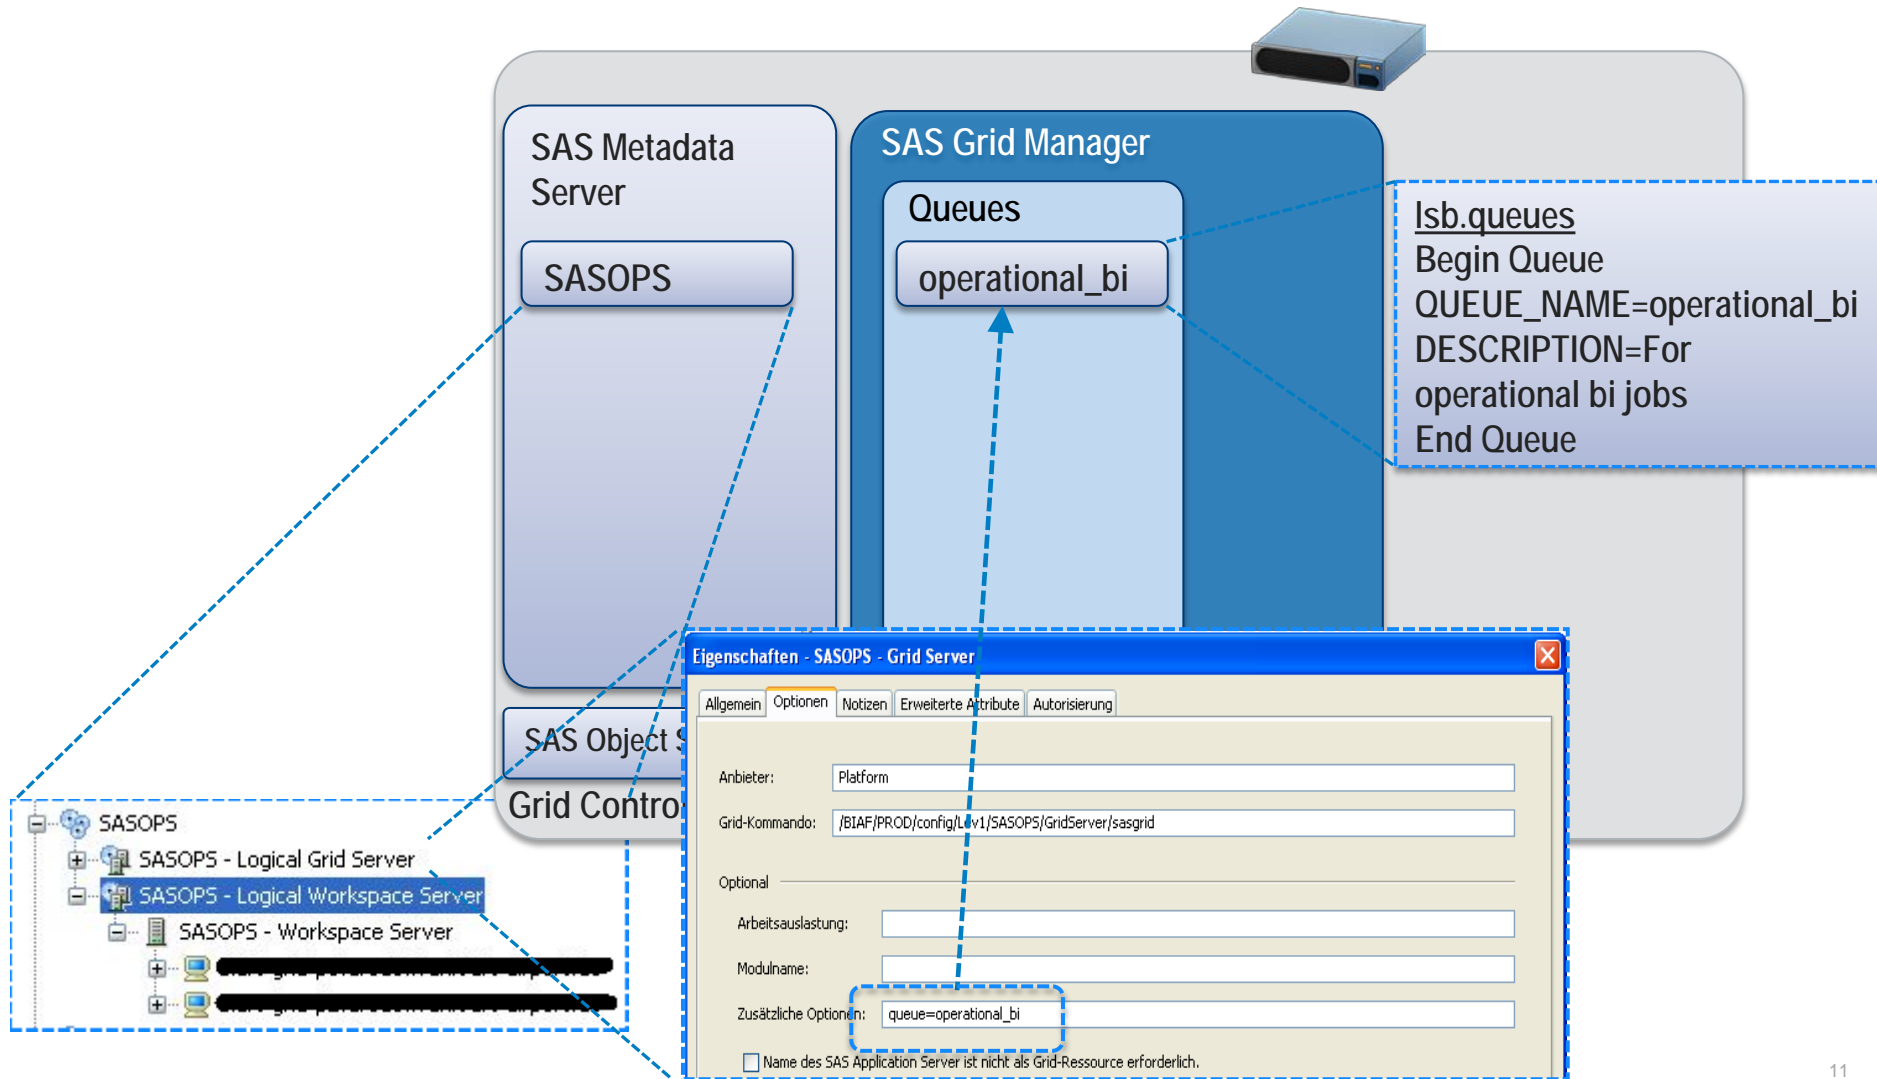 SAS Metadata
Server
SASOPS
SAS Grid Manager
Queues
operational_bi
lsb.queues
Begin Queue
QUEUE_NAME=operational_bi
DESCRIPTION=For
operational bi jobs
End Queue
SAS Object
Grid Contro
SASOPS
SASOPS - Logical Grid Server
SASOPS - Logical Workspace Server
SASOPS - Workspace Server
Eigenschaften - SASOPS - Grid Server
Allgemein Optionen Notizen Erweiterte Attribute Autorisierung
Anbieter: Platform
Grid-Kommando: /BIAF/PROD/config/Lev1/SASOPS/GridServer/sasgrid
Optional
Arbeitsauslastung:
Modulname:
Zusätzliche Optionen: queue=operational_bi
Name des SAS Application Server ist nicht als Grid-Ressource erforderlich.
11